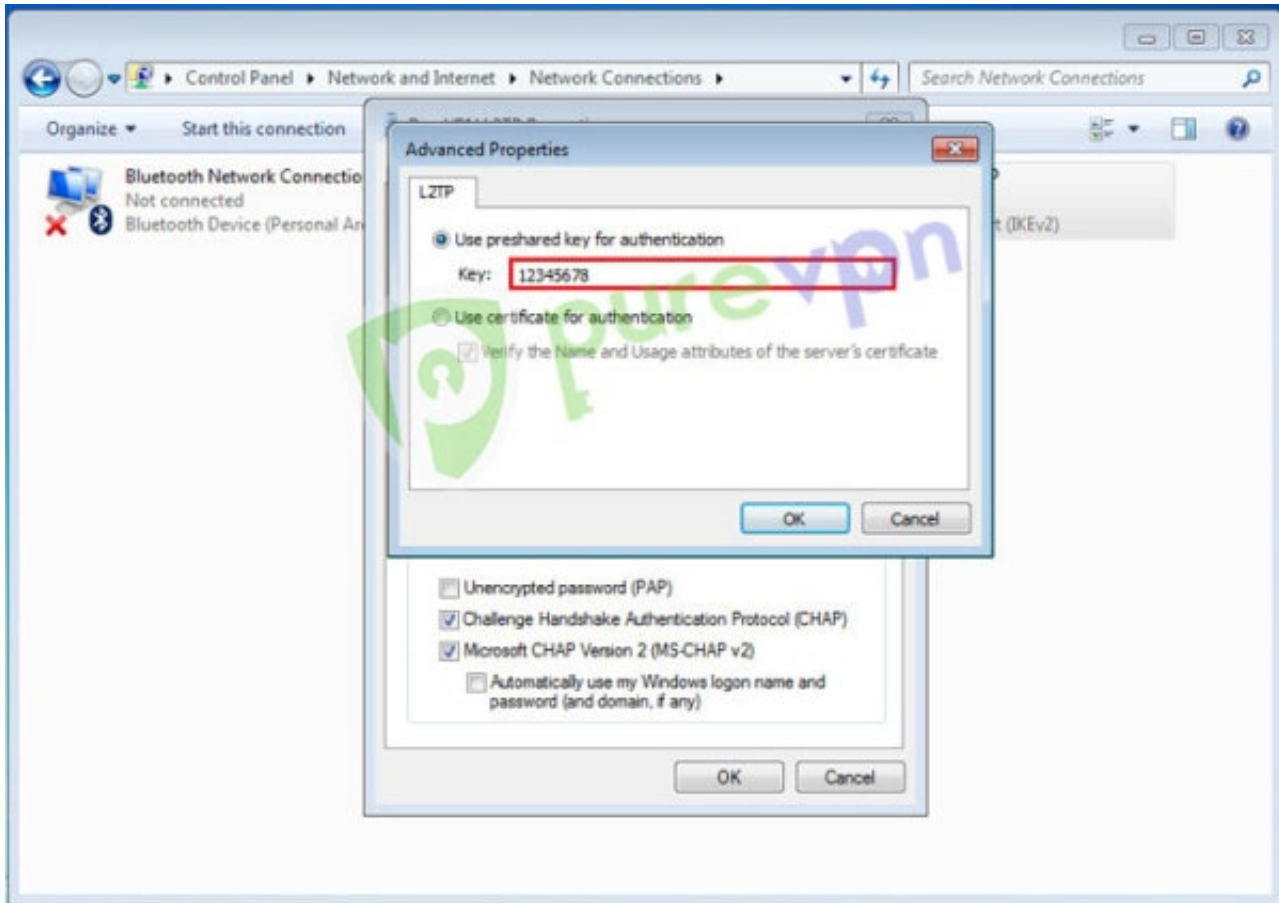 Control Panel Network and Internet Network Connections
Search Network Connections
Organize
Start this connection
Bluetooth Network Connectio
Not connected
Bluetooth Device (Personal Are
t (IKEv2)
Advanced Properties
L2TP
Use preshared key for authentication
Key: 12345678
Use certificate for authentication
Verify the Name and Usage attributes of the server's certificate
purevpn
OK Cancel
Unencrypted password (PAP)
Challenge Handshake Authentication Protocol (CHAP)
Microsoft CHAP Version 2 (MS-CHAP v2)
Automatically use my Windows logon name and
password (and domain, if any)
OK Cancel